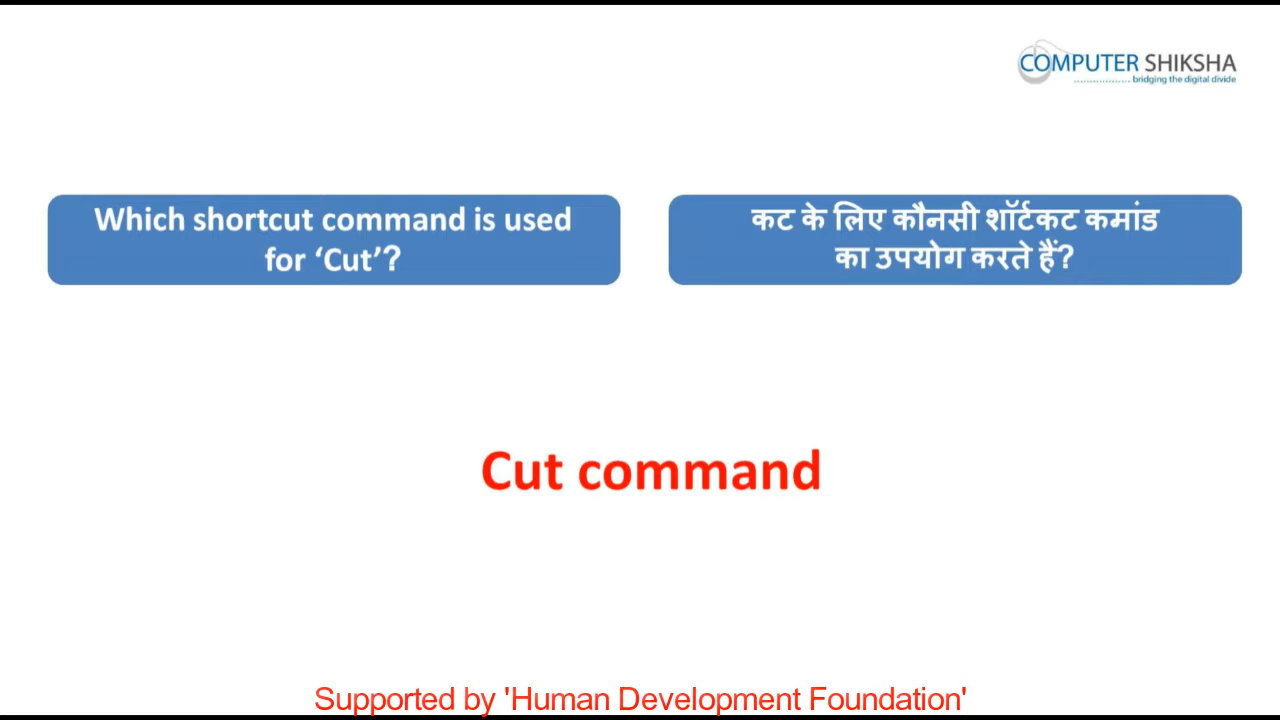 COMPUTER SHIKSHA
bridging the digital divide
Which shortcut command is used
for ‘Cut’?
कट के लिए कौनसी शॉर्टकट कमांड
का उपयोग करते हैं?
Cut command
Supported by 'Human Development Foundation'